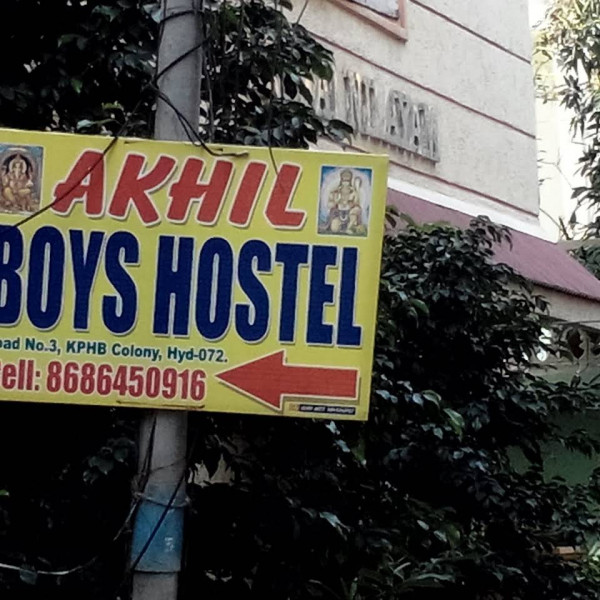 AKHIL
BOYS HOSTEL
oad No.3, KPHB Colony, Hyd-072.
ell: 8686450916